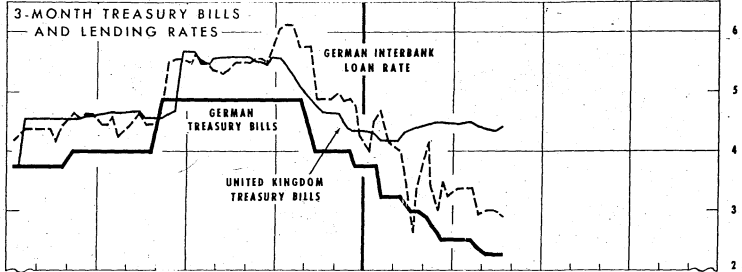 3-MONTH TREASURY BILLS
AND LENDING RATES
6
GERMAN INTERBANK
LOAN RATE
5
GERMAN
TREASURY BILLS
4
UNITED KINGDOM
TREASURY BILLS
3
2